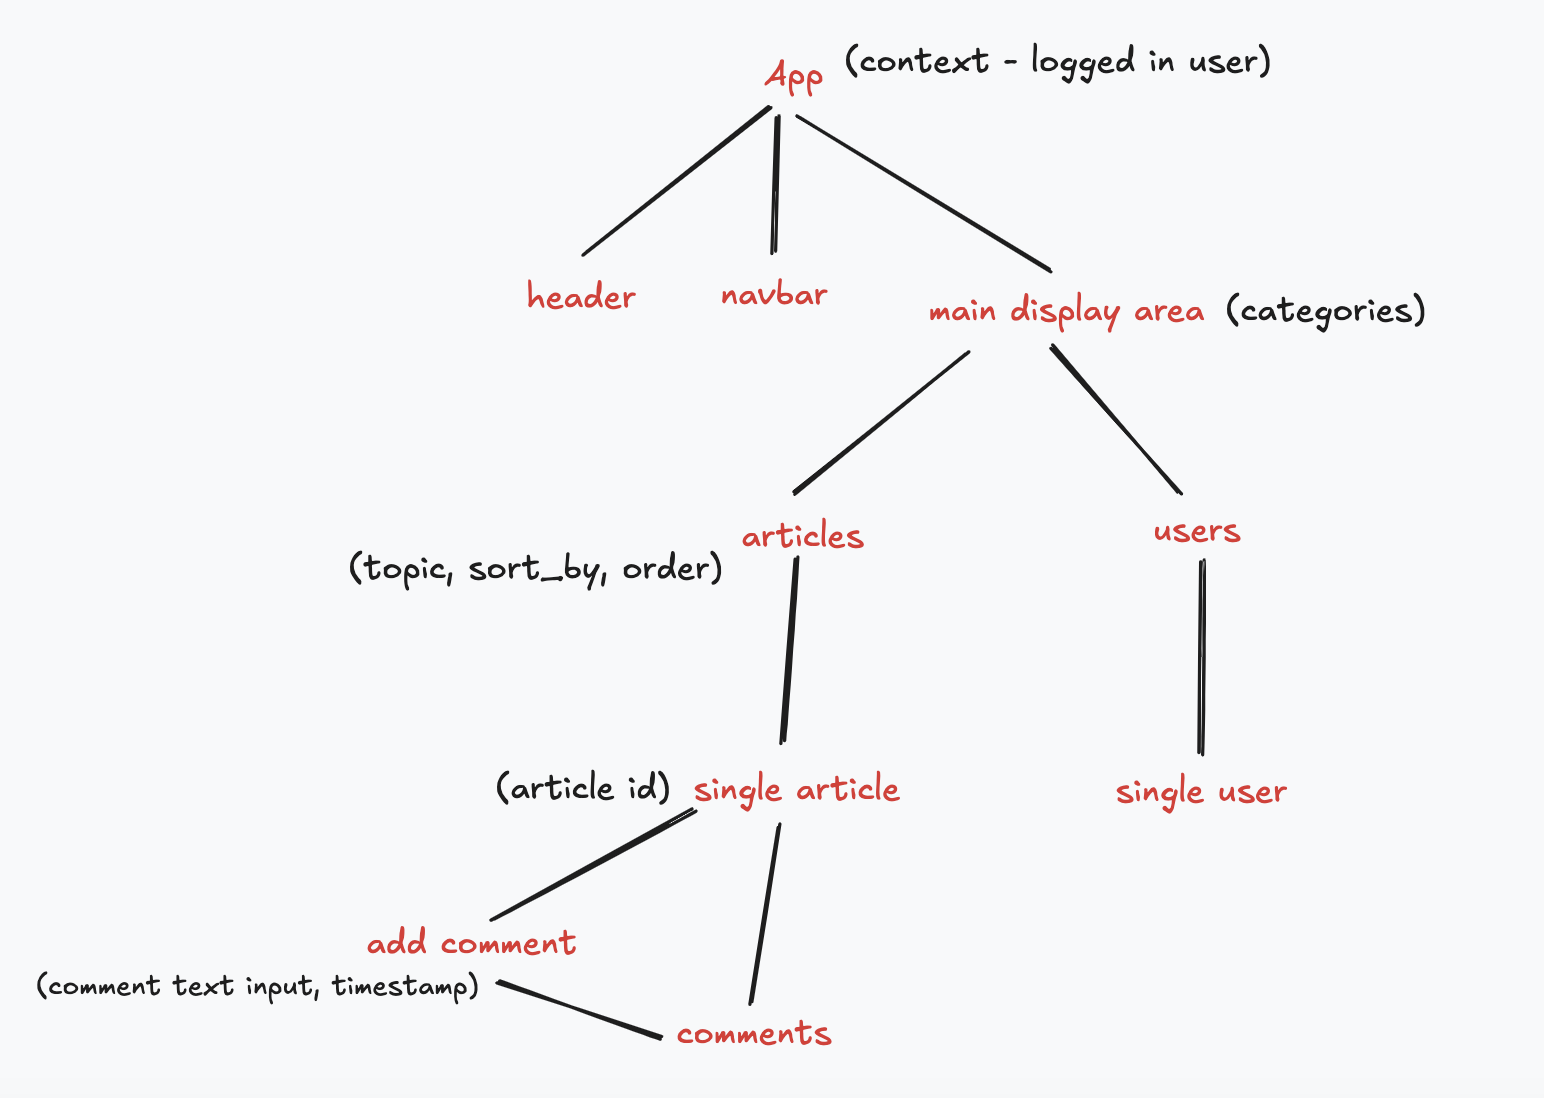 App (context - logged in user)
header
navbar
main display area (categories)
articles
users
(topic, sort_by, order)
(article id) single article
single user
add comment
(comment text input, timestamp)
comments